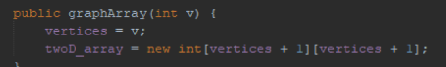 public graphArray(int v) {
vertices = v;
twoD_array = new int[vertices + 1][vertices + 1];
}